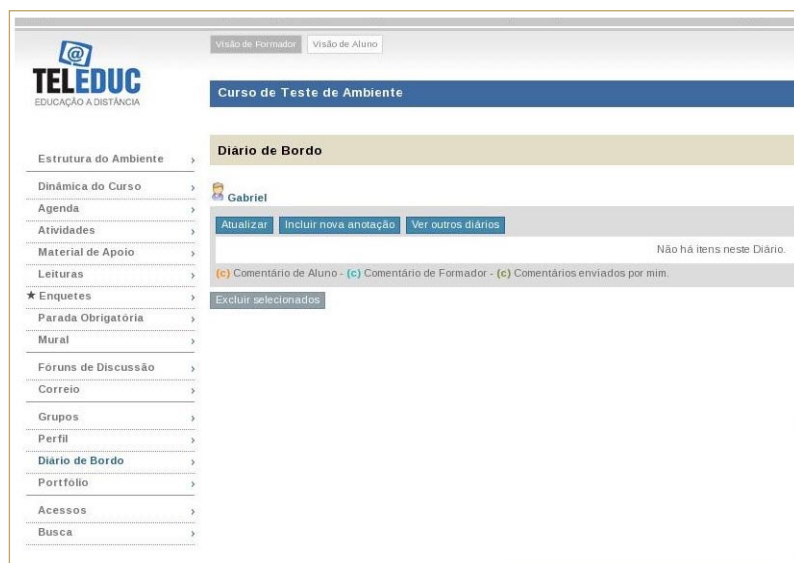 Visão de Formador Visão de Aluno
@
TELEDUC
EDUCAÇÃO A DISTÂNCIA
Curso de Teste de Ambiente
Diário de Bordo
Estrutura do Ambiente ›
Dinâmica do Curso ›
Agenda ›
Atividades ›
Material de Apoio ›
Leituras ›
★ Enquetes ›
Parada Obrigatória ›
Mural ›
Fóruns de Discussão ›
Correio ›
Grupos ›
Perfil ›
Diário de Bordo ›
Portfólio ›
Acessos ›
Busca ›
Gabriel
Atualizar Incluir nova anotação Ver outros diários
Não há itens neste Diário.
(c) Comentário de Aluno - (c) Comentário de Formador - (c) Comentários enviados por mim.
Excluir selecionados